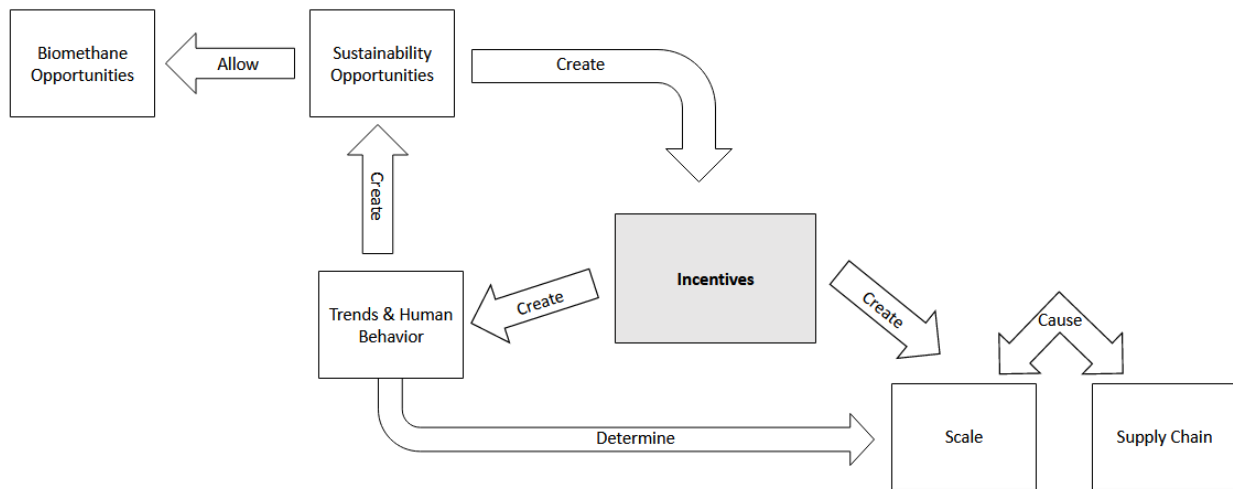 Biomethane
Opportunities
Allow
Sustainability
Opportunities
Create
Create
Incentives
Trends & Human
Behavior
Create
Create
Cause
Determine
Scale
Supply Chain